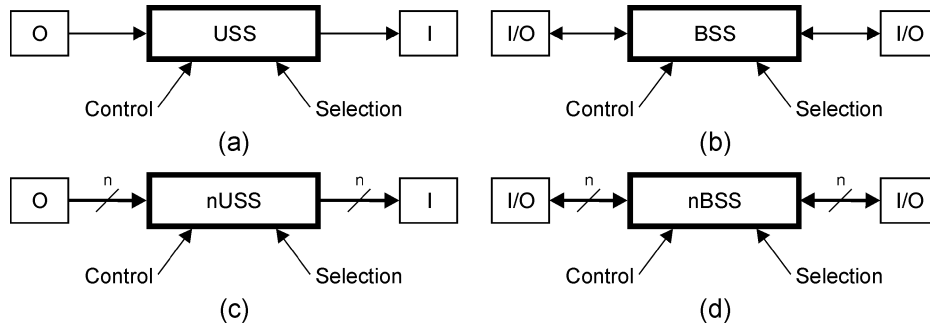 O USS I
Control Selection
(a)
I/O BSS I/O
Control Selection
(b)
n n
O nUSS I
Control Selection
(c)
n n
I/O nBSS I/O
Control Selection
(d)